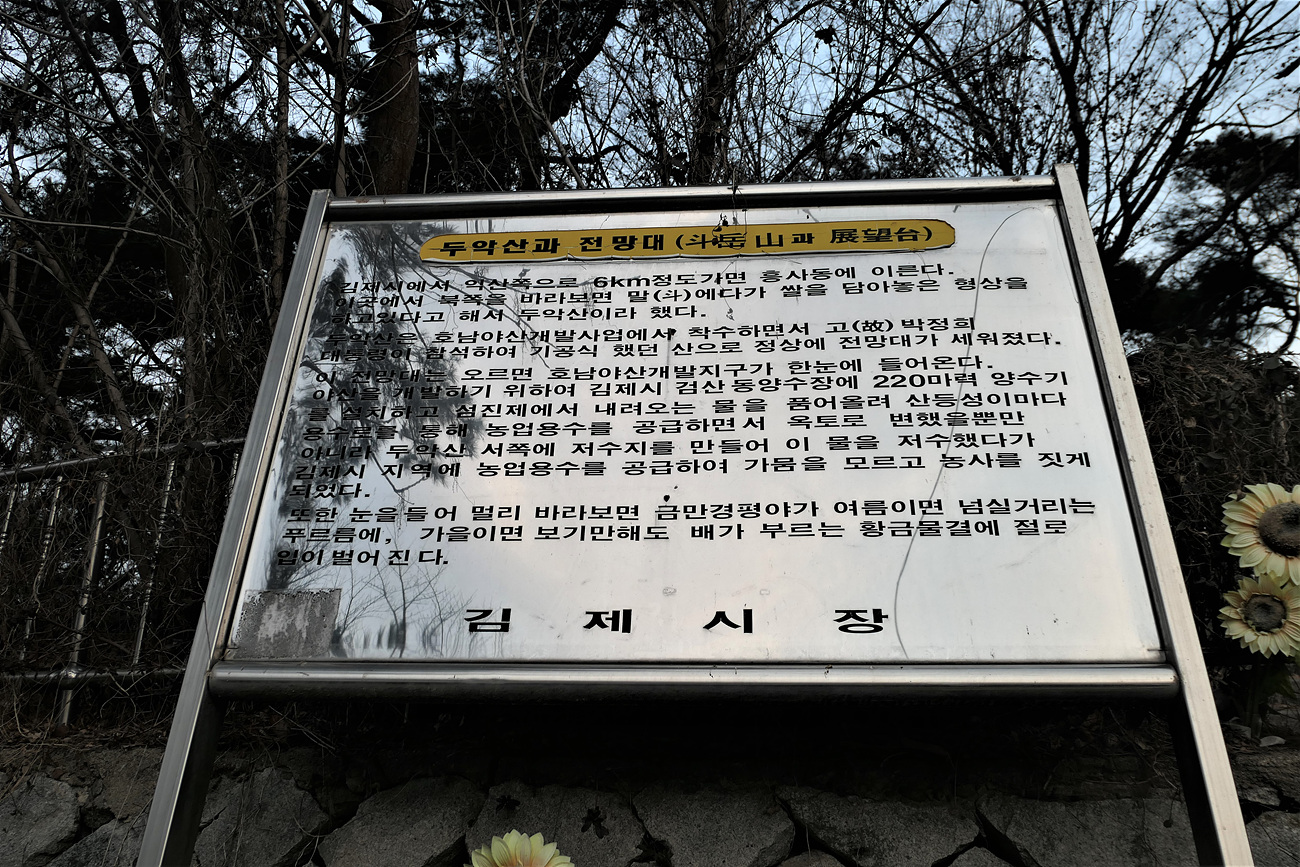 두악산과 전망대 (斗岳山과 展望台)
김제시에서 익산쪽으로 6km정도가면 흥사동에 이른다.
이곳에서 북쪽을 바라보면 말(斗)에다가 쌀을 담아놓은 형상을
하고있다고 해서 두악산이라 했다.
두악산은 호남야산개발사업에서 착수하면서 고(故) 박정희
대통령이 참석하여 기공식 했던 산으로 정상에 전망대가 세워졌다.
이 전망대는 오르면 호남야산개발지구가 한눈에 들어온다.
야산을 개발하기 위하여 김제시 검산동양수장에 220마력 양수기
를 설치하고 섬진제에서 내려오는 물을 품어올려 산등성이마다
용수로를 통해 농업용수를 공급하면서 옥토로 변했을뿐만
아니라 두악산 서쪽에 저수지를 만들어 이 물을 저수했다가
김제시 지역에 농업용수를 공급하여 가뭄을 모르고 농사를 짓게
되었다.
또한 눈을들어 멀리 바라보면 금만경평야가 여름이면 넘실거리는
푸르름에, 가을이면 보기만해도 배가 부르는 황금물결에 절로
입이벌어진다.
김 제 시 장